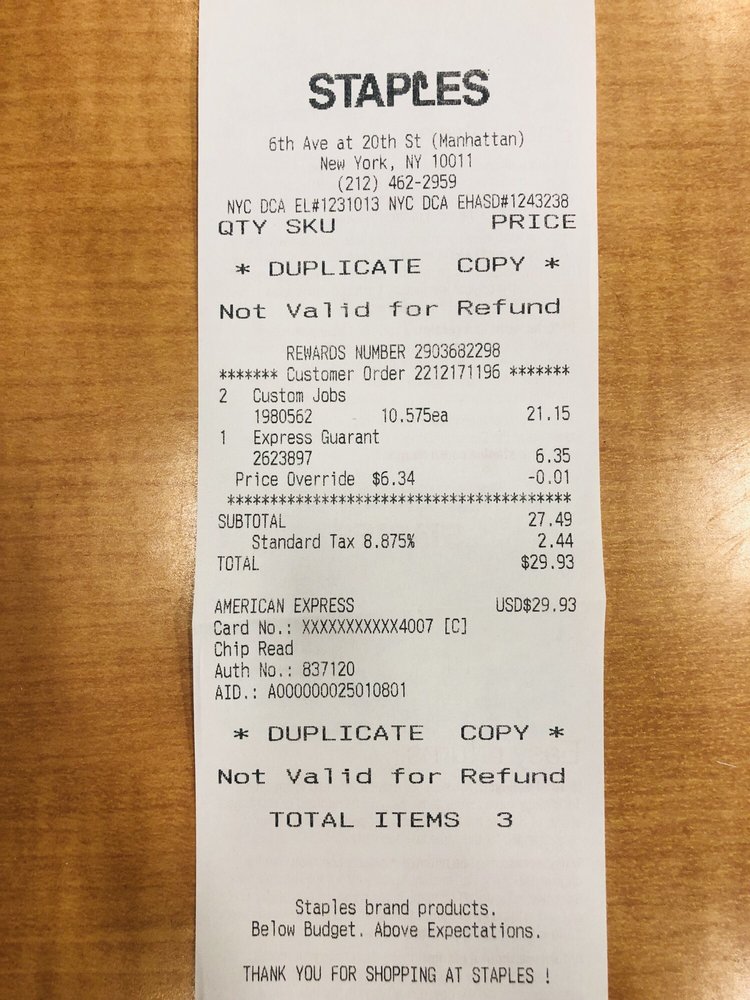 STAPLES
6th Ave at 20th St (Manhattan)
New York, NY 10011
(212) 462-2959
NYC DCA EL#1231013 NYC DCA EHASD#1243238
QTY SKU PRICE
* DUPLICATE COPY *
Not Valid for Refund
REWARDS NUMBER 2903682298
******* Customer Order 2212171196 *******
2 Custom Jobs
1980562 10.575ea 21.15
1 Express Guarant
2623897 6.35
Price Override $6.34 -0.01
****************************************
SUBTOTAL 27.49
Standard Tax 8.875% 2.44
TOTAL $29.93
AMERICAN EXPRESS USD$29.93
Card No.: XXXXXXXXXXX4007 [C]
Chip Read
Auth No.: 837120
AID.: A000000025010801
* DUPLICATE COPY *
Not Valid for Refund
TOTAL ITEMS 3
Staples brand products.
Below Budget. Above Expectations.
THANK YOU FOR SHOPPING AT STAPLES !